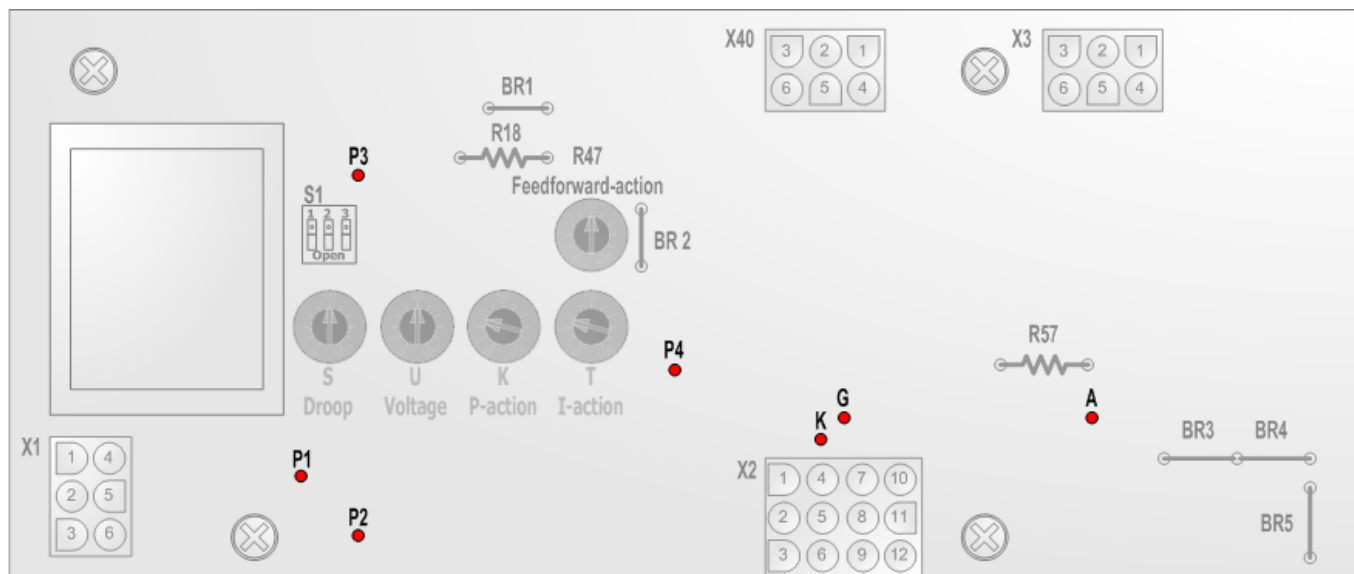 X40
3 2 1
6 5 4
X3
3 2 1
6 5 4
BR1
R18
R47
Feedforward-action
P3
S1
1 2 3
Open
BR 2
S
Droop
U
Voltage
K
P-action
T
I-action
P4
R57
G
K
A
BR3
BR4
BR5
X1
1 4
2 5
3 6
P1
P2
X2
1 4 7 10
2 5 8 11
3 6 9 12